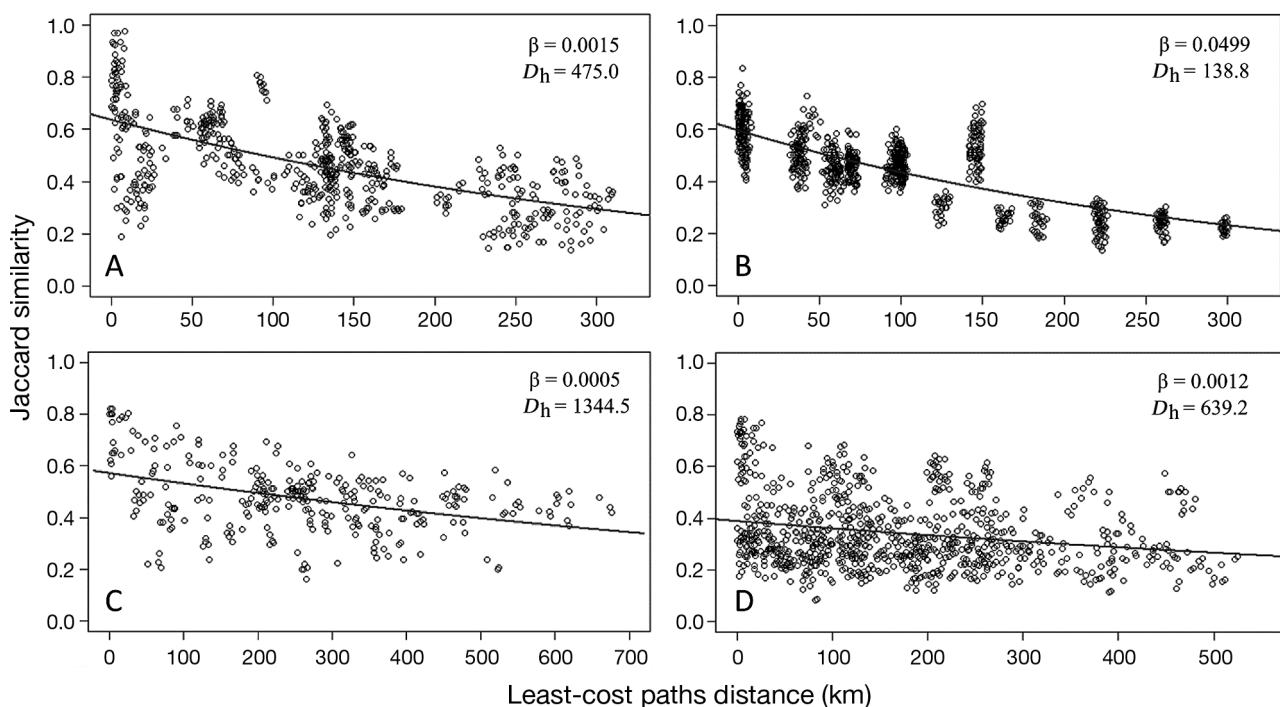 Jaccard similarity
1.0
0.8
0.6
0.4
0.2
0.0
β = 0.0015
Dh = 475.0
A
0 50 100 150 200 250 300
1.0
0.8
0.6
0.4
0.2
0.0
β = 0.0499
Dh = 138.8
B
0 50 100 150 200 250 300
1.0
0.8
0.6
0.4
0.2
0.0
β = 0.0005
Dh = 1344.5
C
0 100 200 300 400 500 600 700
1.0
0.8
0.6
0.4
0.2
0.0
β = 0.0012
Dh = 639.2
D
0 100 200 300 400 500
Least-cost paths distance (km)